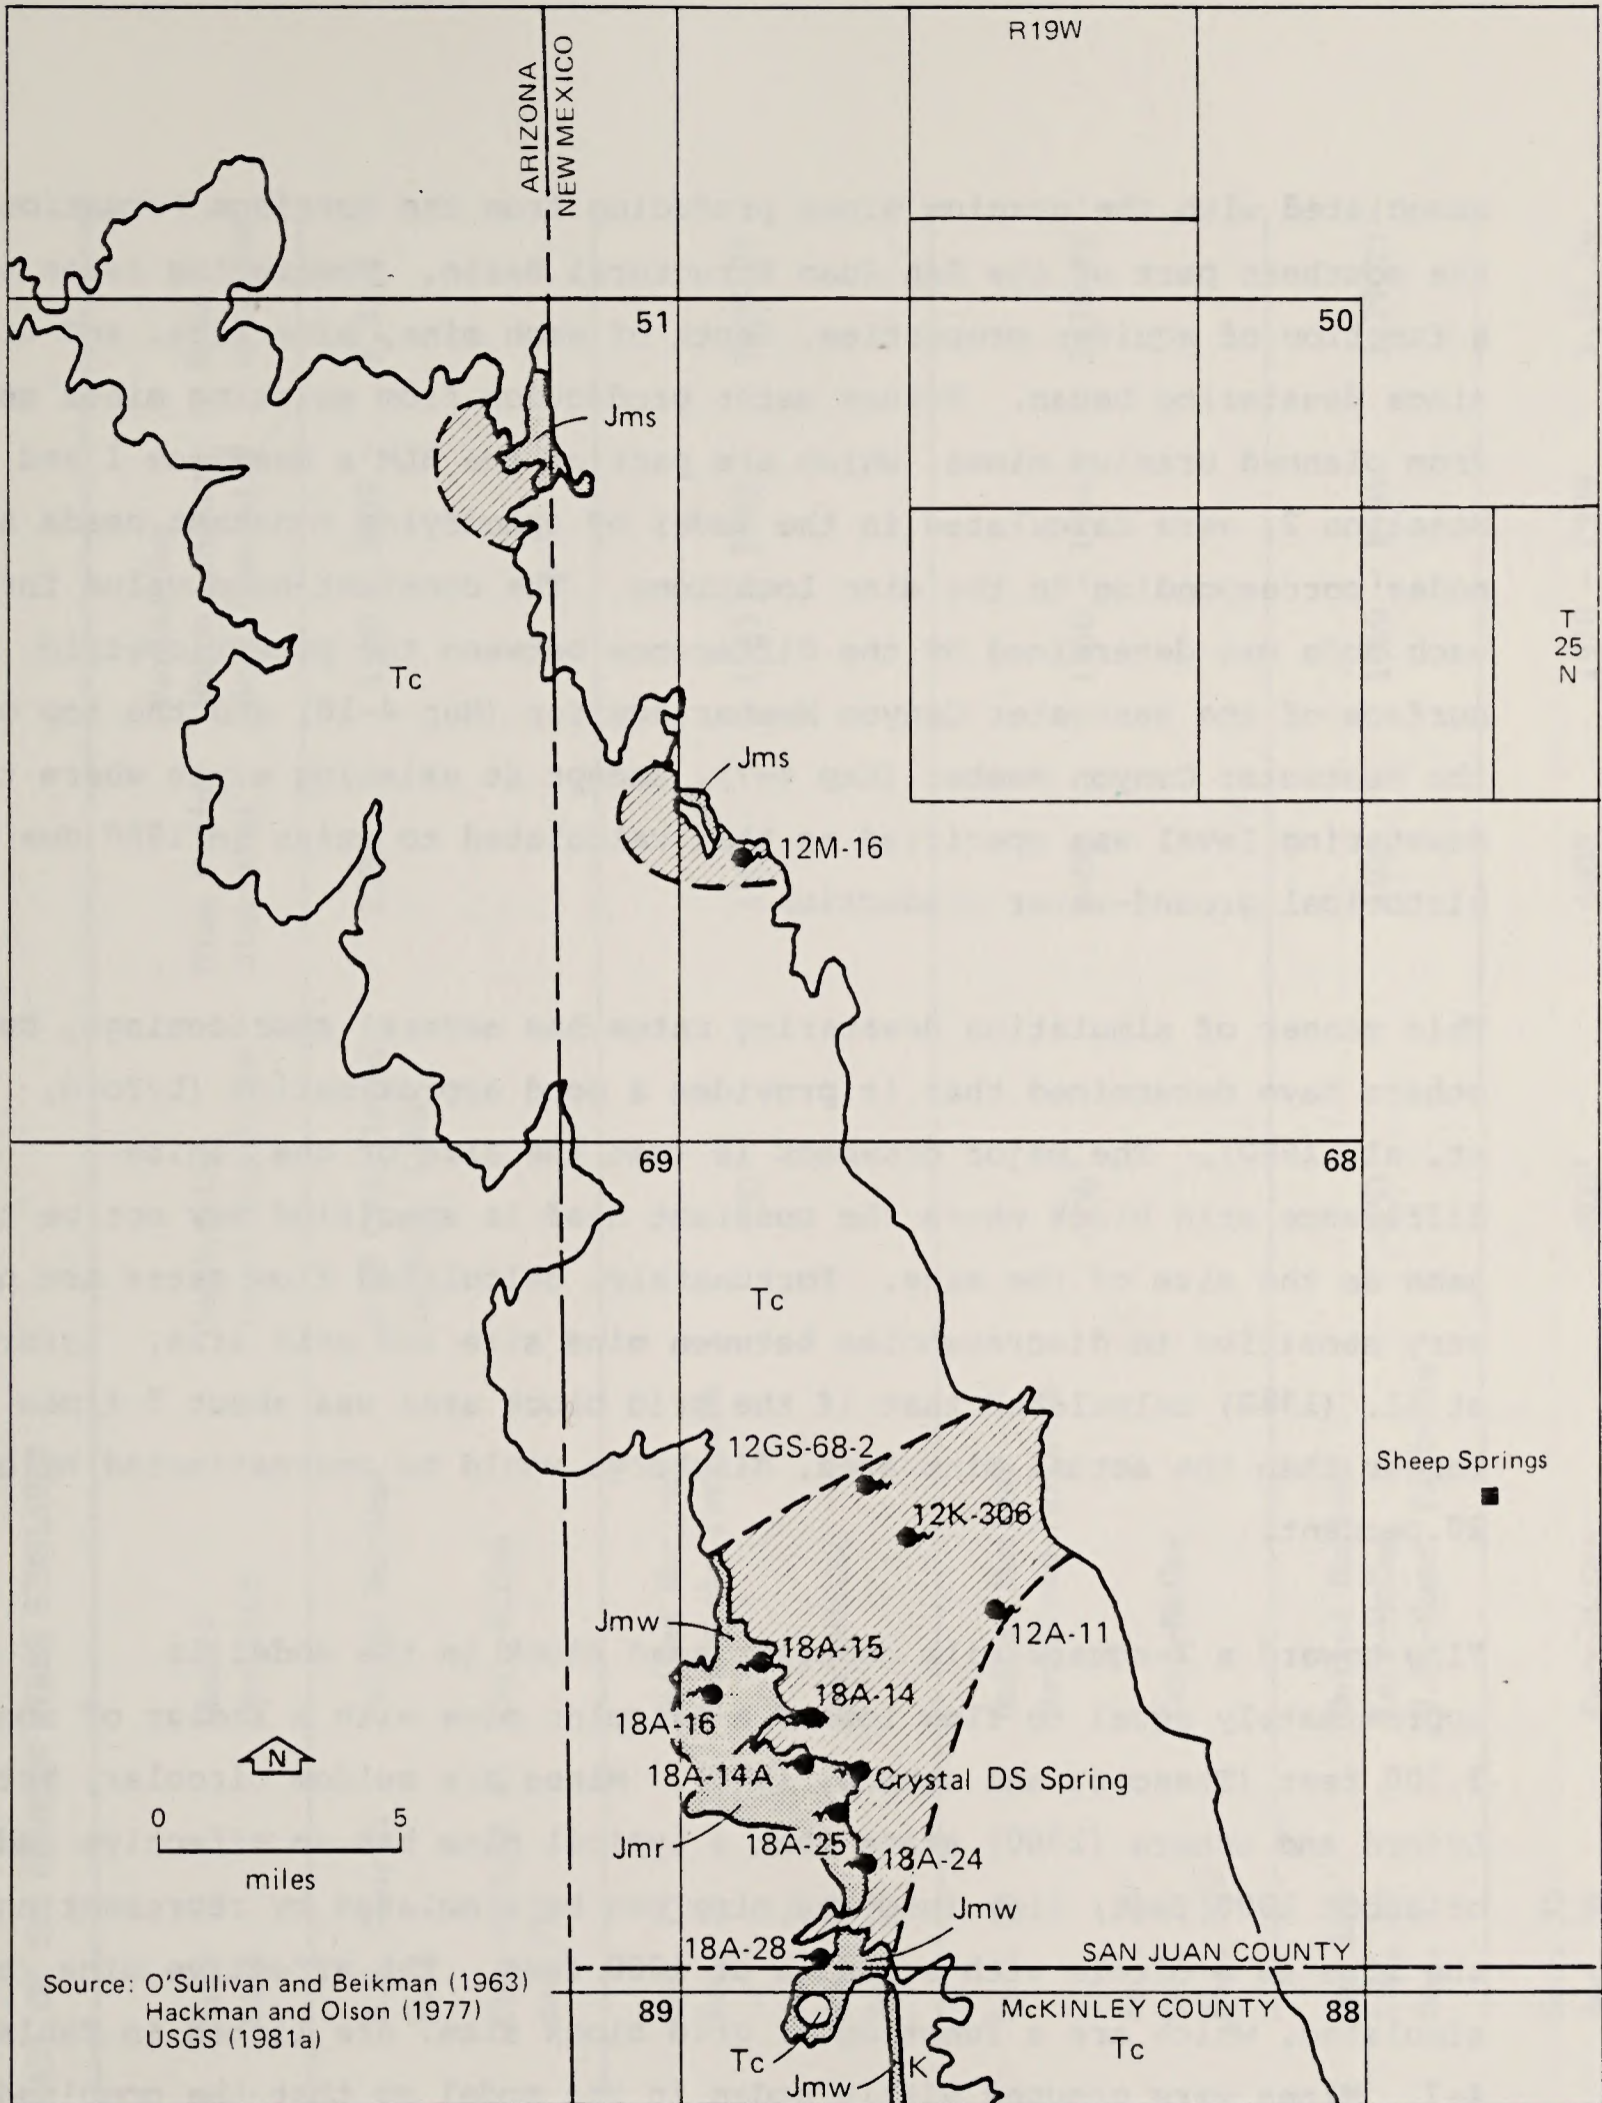 R19W
ARIZONA
NEW MEXICO
51
50
Jms
T
25
N
Tc
Jms
12M-16
69
68
Tc
12GS-68-2
Sheep Springs
12K-306
12A-11
Jmw
18A-15
18A-14
18A-16
N
18A-14A
Crystal DS Spring
0 5
miles
Jmr
18A-25
18A-24
Jmw
18A-28
SAN JUAN COUNTY
Source: O'Sullivan and Beikman (1963)
Hackman and Olson (1977)
USGS (1981a)
89
McKINLEY COUNTY
88
Tc
Tc
K
Jmw